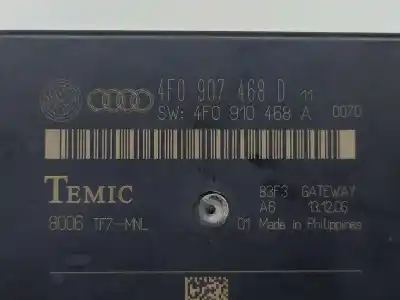 4F0 907 468 D 11
SW: 4F0 910 468 A 0070
TEMIC
83F3 GATEWAY
A6 13.12.06
8006 TF7-MNL 01 Made in Philippines